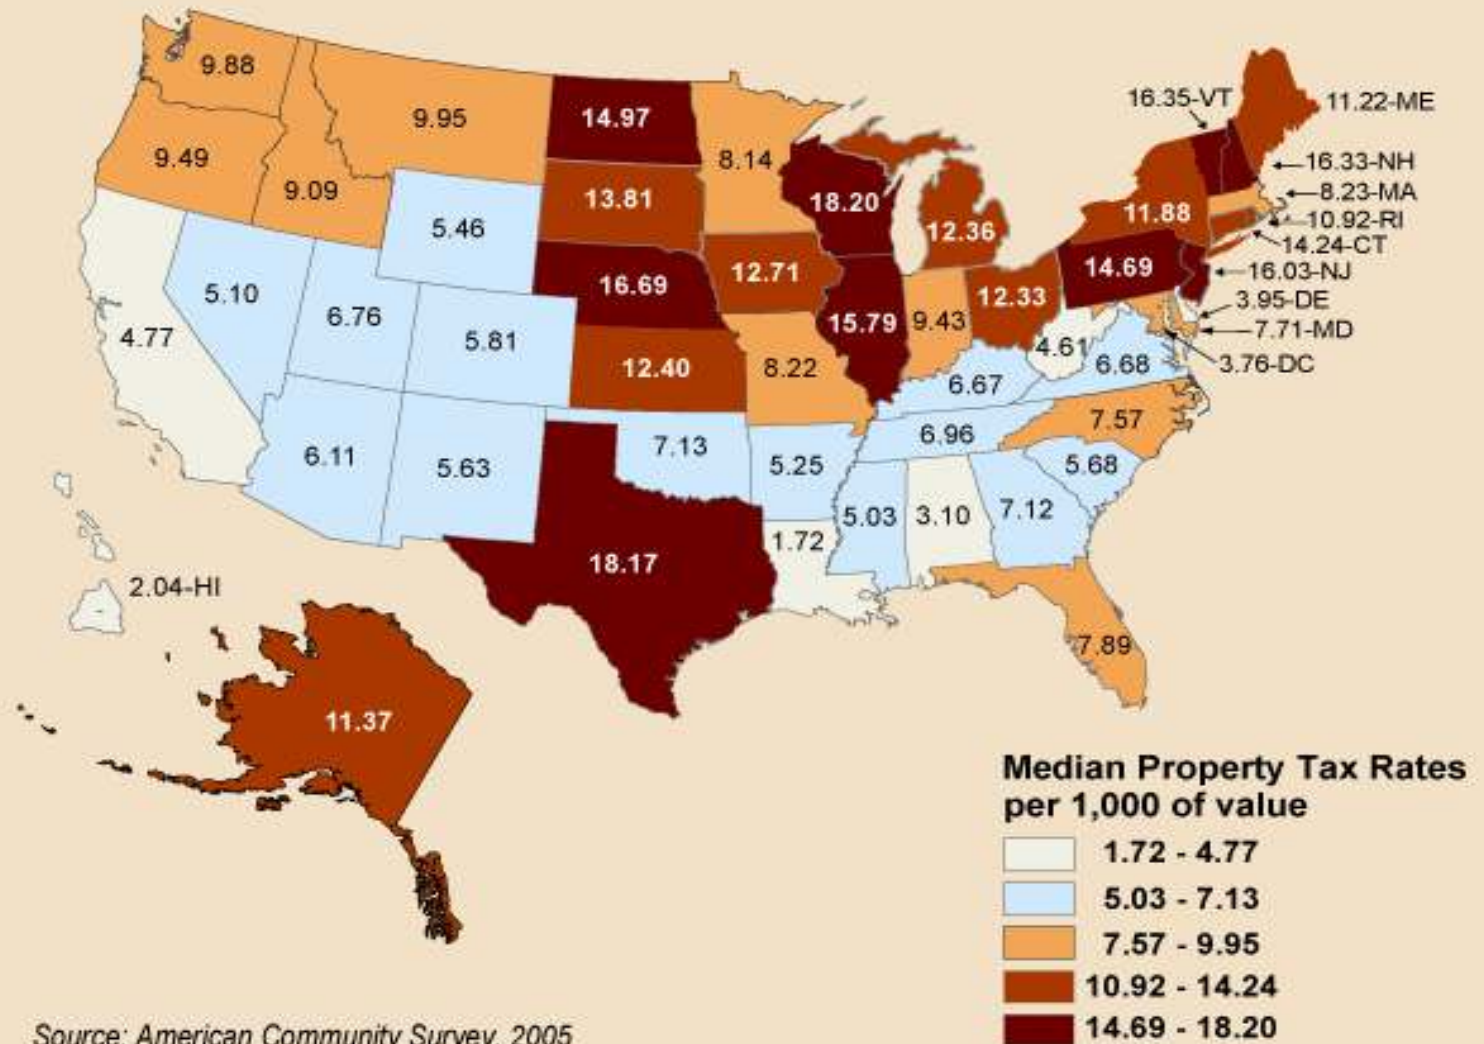 9.88
9.95
14.97
16.35-VT
11.22-ME
9.49
9.09
8.14
16.33-NH
13.81
18.20
8.23-MA
5.46
12.36
11.88
10.92-RI
14.24-CT
12.71
14.69
16.03-NJ
5.10
16.69
12.33
3.95-DE
6.76
15.79
9.43
7.71-MD
4.77
5.81
4.61
3.76-DC
12.40
8.22
6.67
6.68
7.57
6.96
7.13
6.11
5.63
5.25
5.68
5.03
3.10
7.12
1.72
18.17
2.04-HI
7.89
11.37
Median Property Tax Rates
per 1,000 of value
1.72 - 4.77
5.03 - 7.13
7.57 - 9.95
10.92 - 14.24
14.69 - 18.20
Source: American Community Survey, 2005